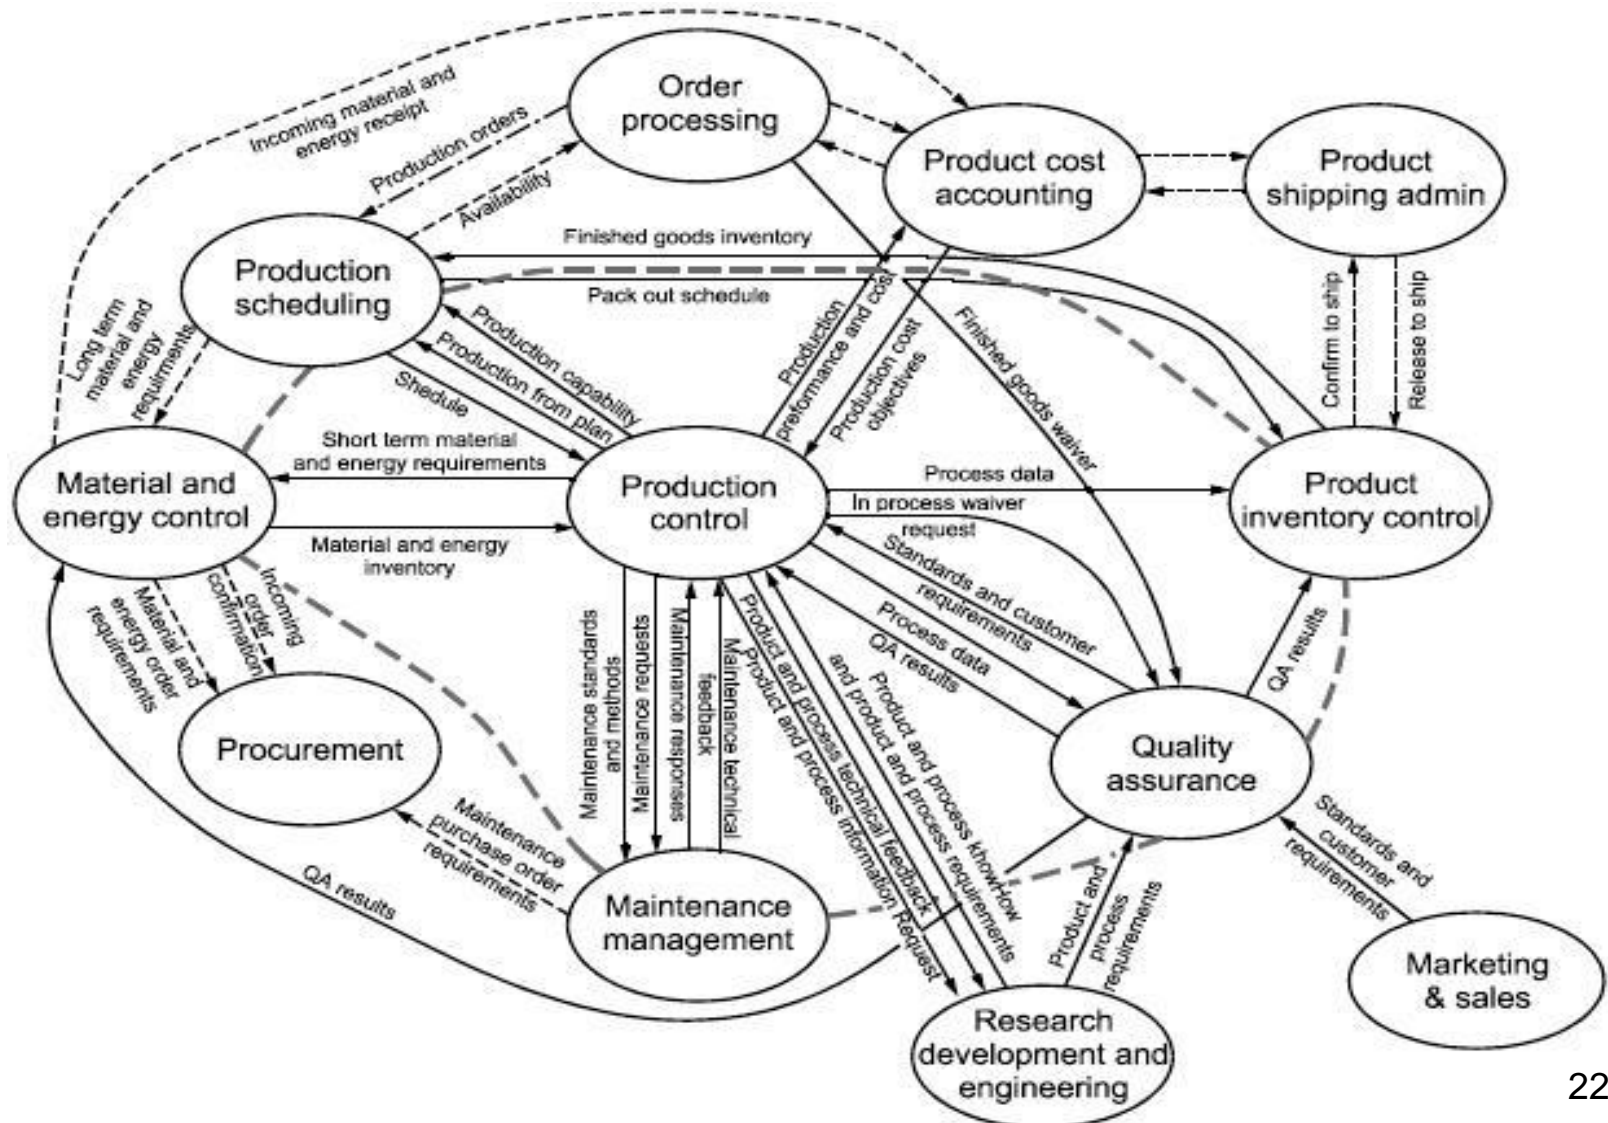 Order
processing
Incoming material and
energy receipt
Production orders
Availability
Product cost
accounting
Product
shipping admin
Finished goods inventory
Production
scheduling
Pack out schedule
Long term
material and
energy
requirments
Production capability
Production from plan
Shedule
Production
preformance and cost
Production cost
objectives
Finished goods waiver
Confirm to ship
Release to ship
Short term material
and energy requirements
Material and
energy control
Production
control
Process data
In process waiver
request
Product
inventory control
Material and energy
inventory
Standards and customer
requirements
Process data
QA results
QA results
Incoming
order
confirmation
Material and
energy order
requirements
Maintenance standards
and methods
Maintenance requests
Maintenance responses
Maintenance technical
feedback
Product and process technical feedback
Product and process information Request
Product and process khowHow
and product and process requirements
Procurement
Quality
assurance
Maintenance
purchase order
requirements
QA results
Maintenance
management
Product and
process
requirements
Standards and
customer
requirements
Marketing
& sales
Research
development and
engineering
22